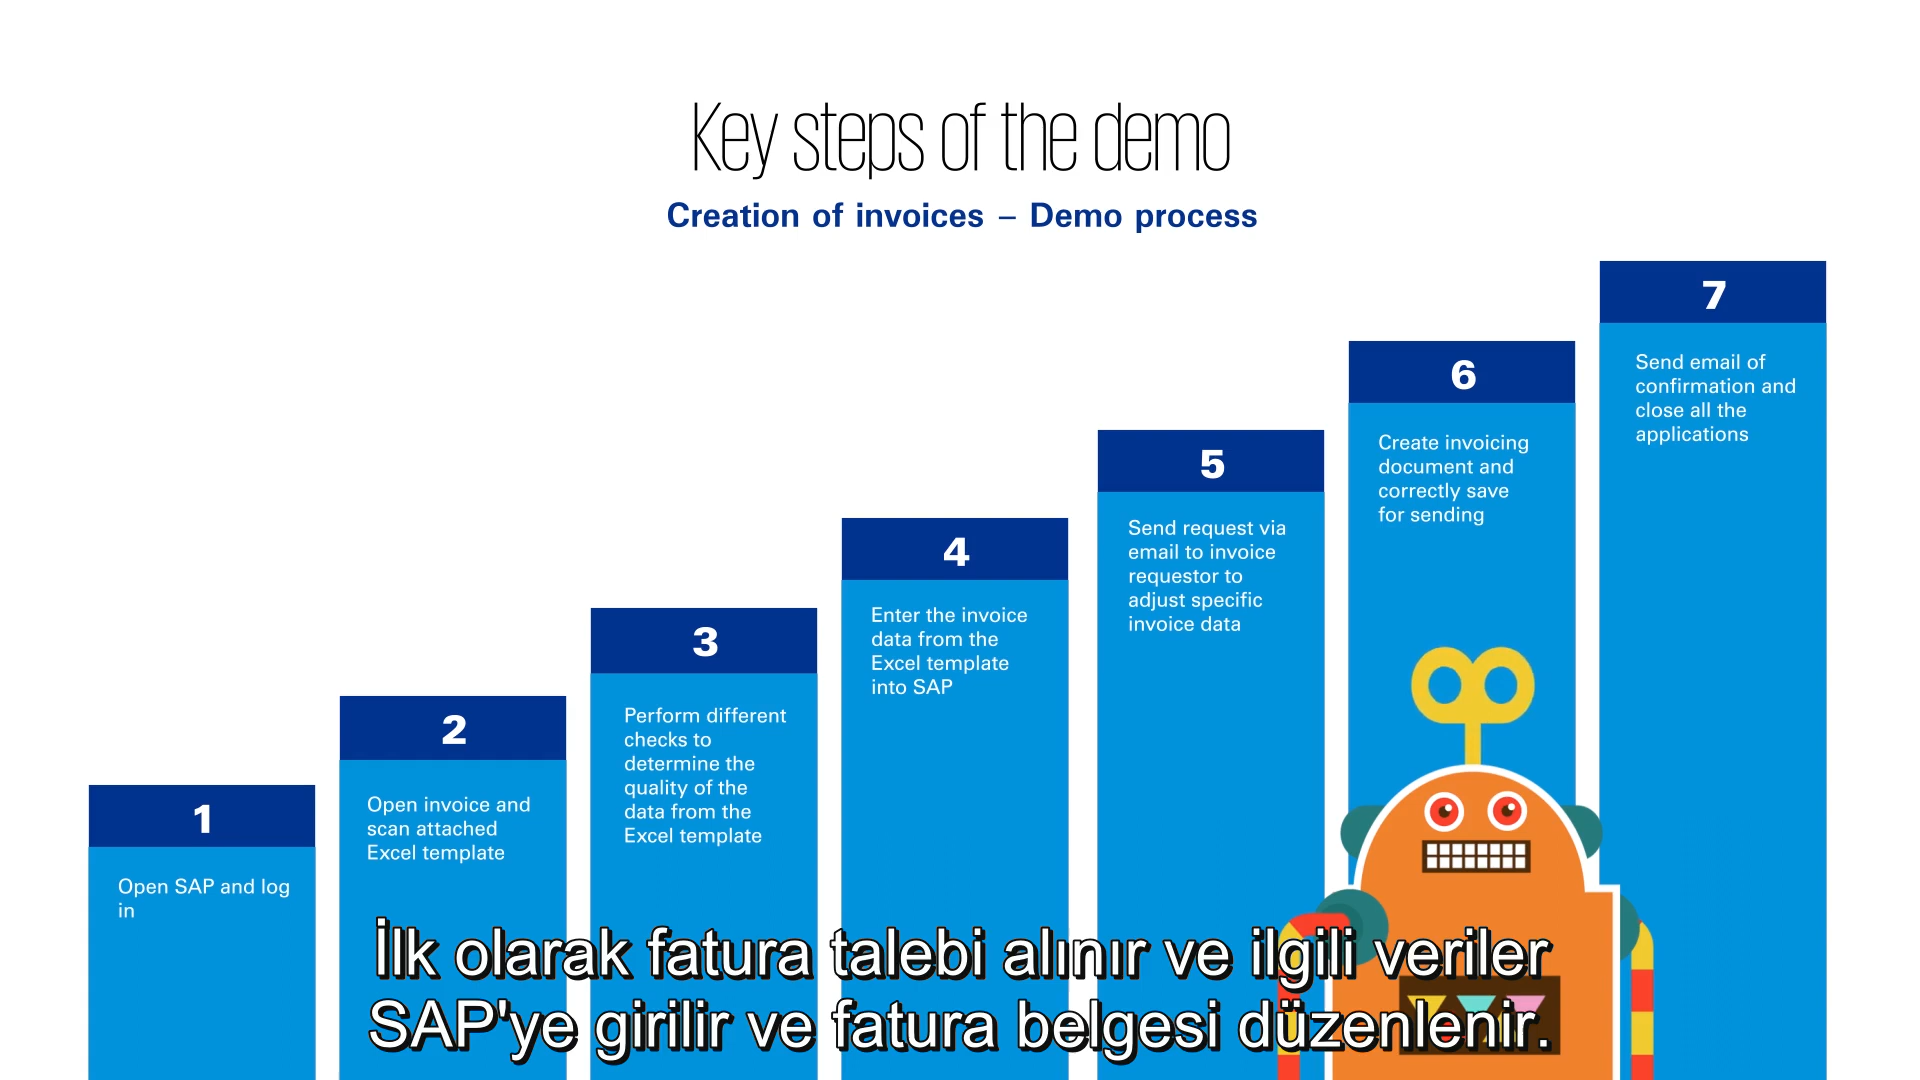 Key steps of the demo
Creation of invoices – Demo process
1
Open SAP and log
in
2
Open invoice and
scan attached
Excel template
3
Perform different
checks to
determine the
quality of the
data from the
Excel template
4
Enter the invoice
data from the
Excel template
into SAP
5
Send request via
email to invoice
requestor to
adjust specific
invoice data
6
Create invoicing
document and
correctly save
for sending
7
Send email of
confirmation and
close all the
applications
İlk olarak fatura talebi alınır ve ilgili veriler
SAP'ye girilir ve fatura belgesi düzenlenir.